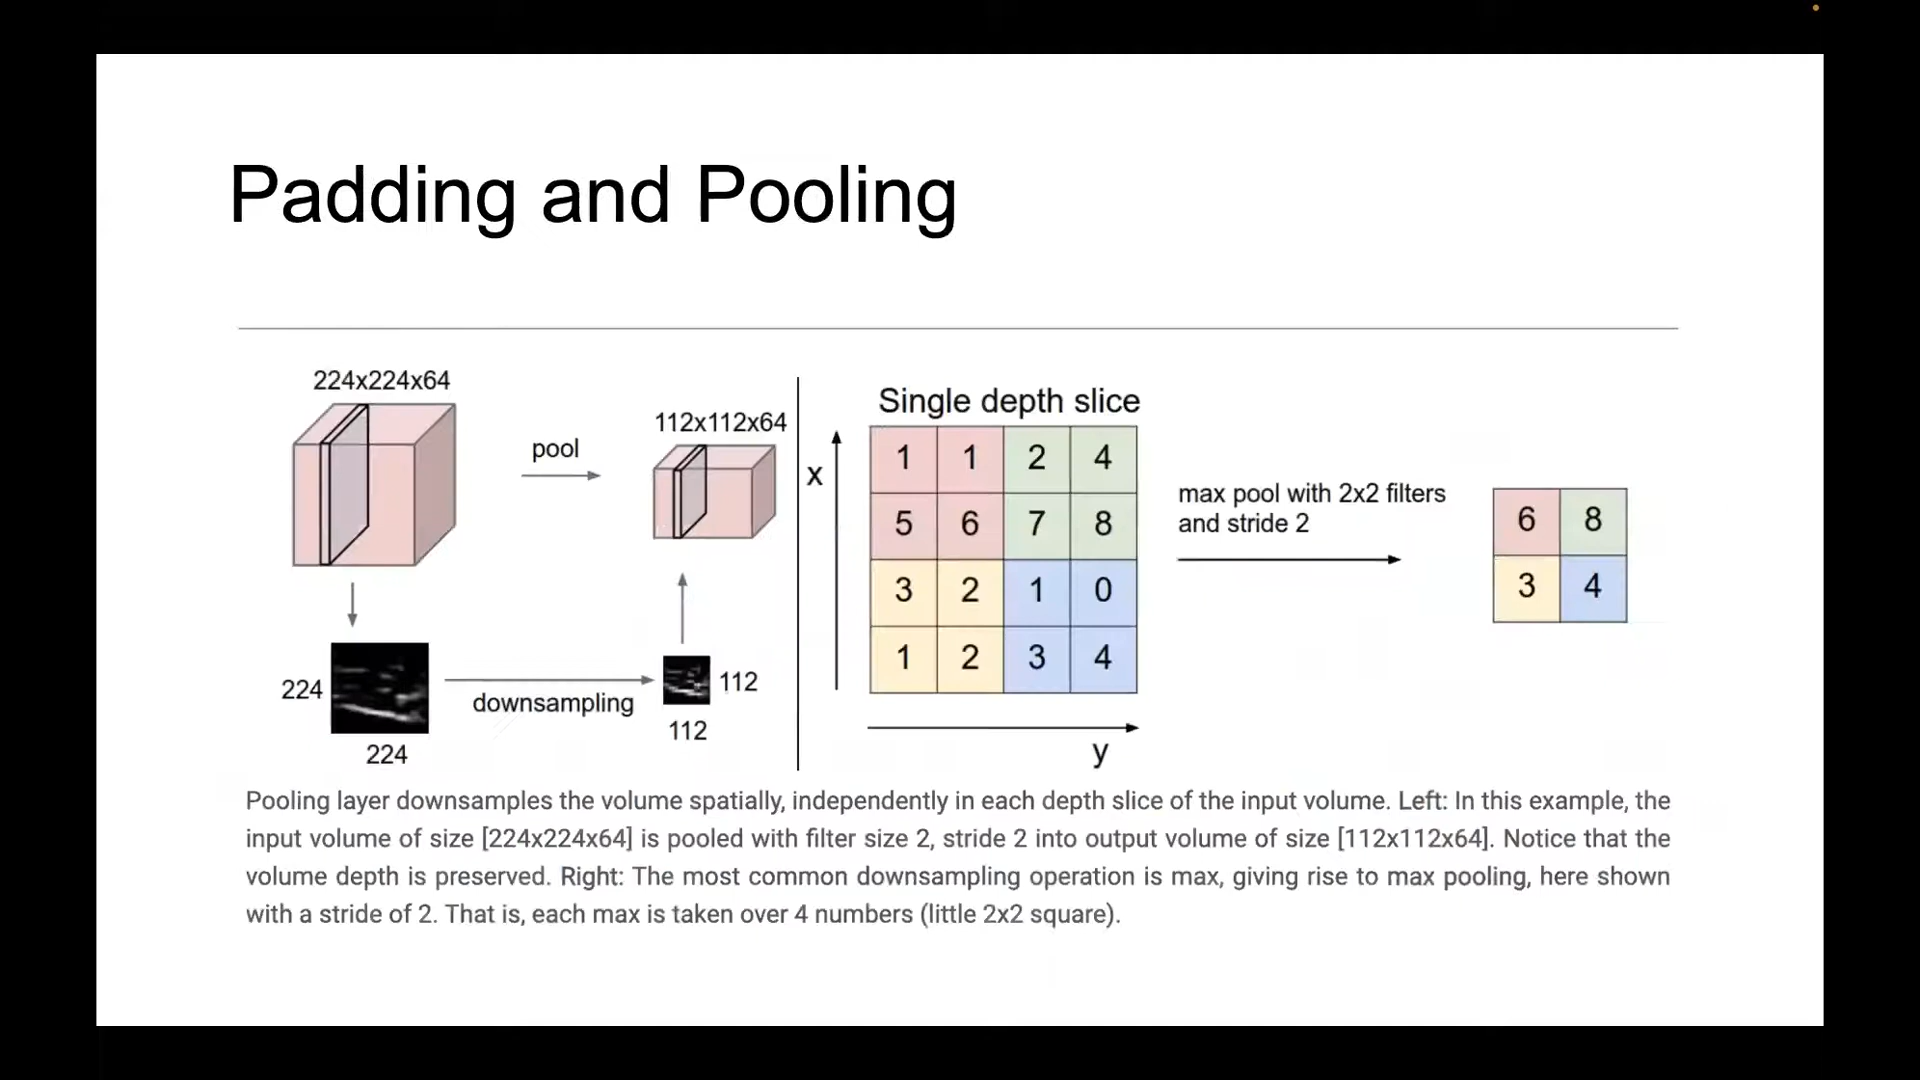 Padding and Pooling
224x224x64
pool
112x112x64
224
224
downsampling
112
112
Single depth slice
x
1 1 2 4
5 6 7 8
3 2 1 0
1 2 3 4
y
max pool with 2x2 filters
and stride 2
6 8
3 4
Pooling layer downsamples the volume spatially, independently in each depth slice of the input volume. Left: In this example, the
input volume of size [224x224x64] is pooled with filter size 2, stride 2 into output volume of size [112x112x64]. Notice that the
volume depth is preserved. Right: The most common downsampling operation is max, giving rise to max pooling, here shown
with a stride of 2. That is, each max is taken over 4 numbers (little 2x2 square).